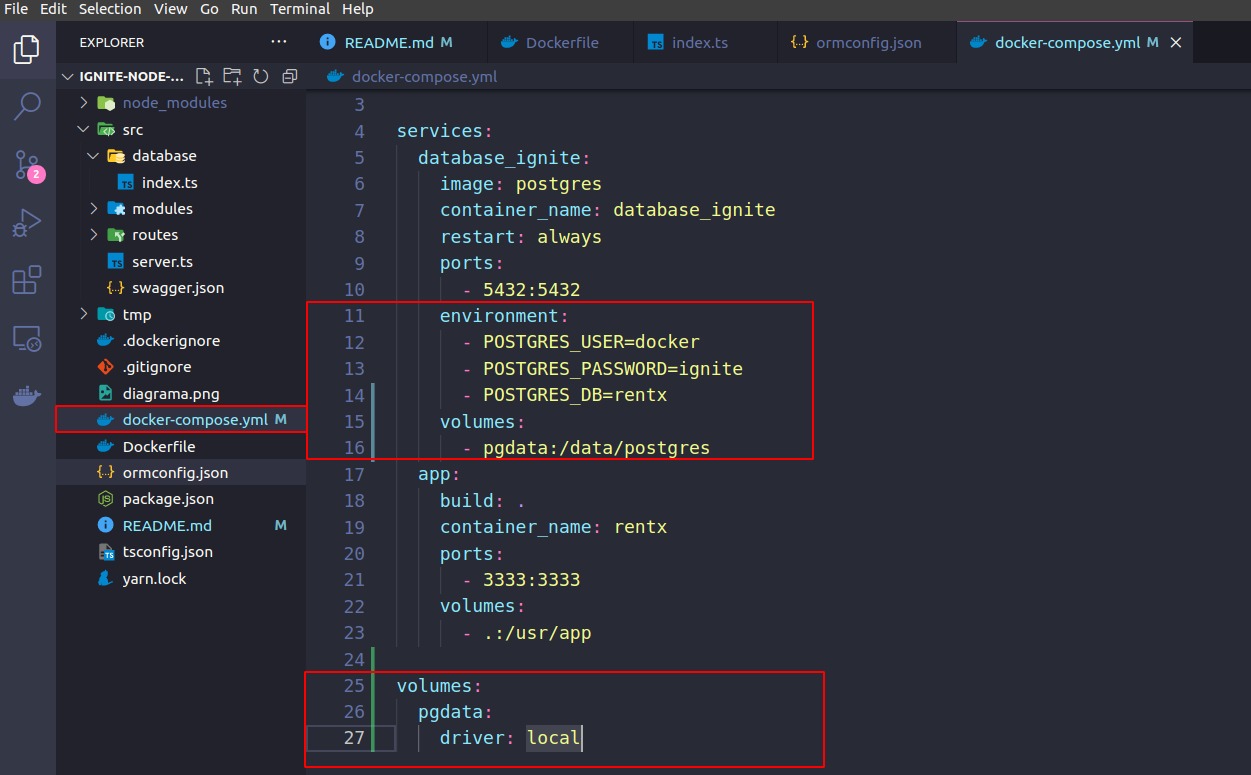 File Edit Selection View Go Run Terminal Help
EXPLORER ···
README.md M
Dockerfile
TS index.ts
{..} ormconfig.json
docker-compose.yml M
IGNITE-NODE-...
docker-compose.yml
node_modules
src
database
TS index.ts
modules
routes
TS server.ts
{..} swagger.json
tmp
.dockerignore
.gitignore
diagrama.png
docker-compose.yml M
Dockerfile
{..} ormconfig.json
package.json
README.md M
tsconfig.json
yarn.lock
2
3
4 services:
5 database_ignite:
6 image: postgres
7 container_name: database_ignite
8 restart: always
9 ports:
10 - 5432:5432
11 environment:
12 - POSTGRES_USER=docker
13 - POSTGRES_PASSWORD=ignite
14 - POSTGRES_DB=rentx
15 volumes:
16 - pgdata:/data/postgres
17 app:
18 build: .
19 container_name: rentx
20 ports:
21 - 3333:3333
22 volumes:
23 - .:/usr/app
24
25 volumes:
26 pgdata:
27 driver: local